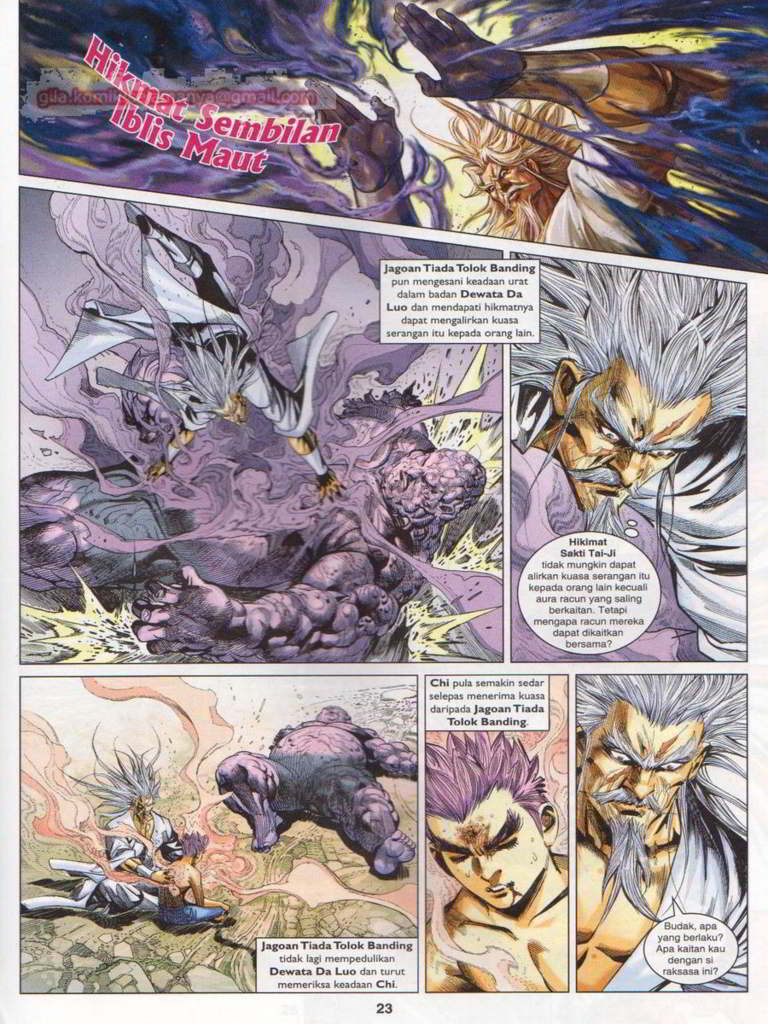 Hikmat Sembilan
Iblis Maut
Jagoan Tiada Tolok Banding
pun mengesani keadaan urat
dalam badan Dewata Da
Luo dan mendapati hikmatnya
dapat mengalirkan kuasa
serangan itu kepada orang lain.
Hikimat
Sakti Tai-Ji
tidak mungkin dapat
alirkan kuasa serangan itu
kepada orang lain kecuali
aura racun yang saling
berkaitan. Tetapi
mengapa racun mereka
dapat dikaitkan
bersama?
Jagoan Tiada Tolok Banding
tidak lagi mempedulikan
Dewata Da Luo dan turut
memeriksa keadaan Chi.
Chi pula semakin sedar
selepas menerima kuasa
daripada Jagoan Tiada
Tolok Banding.
Budak, apa
yang berlaku?
Apa kaitan kau
dengan si
raksasa ini?
23